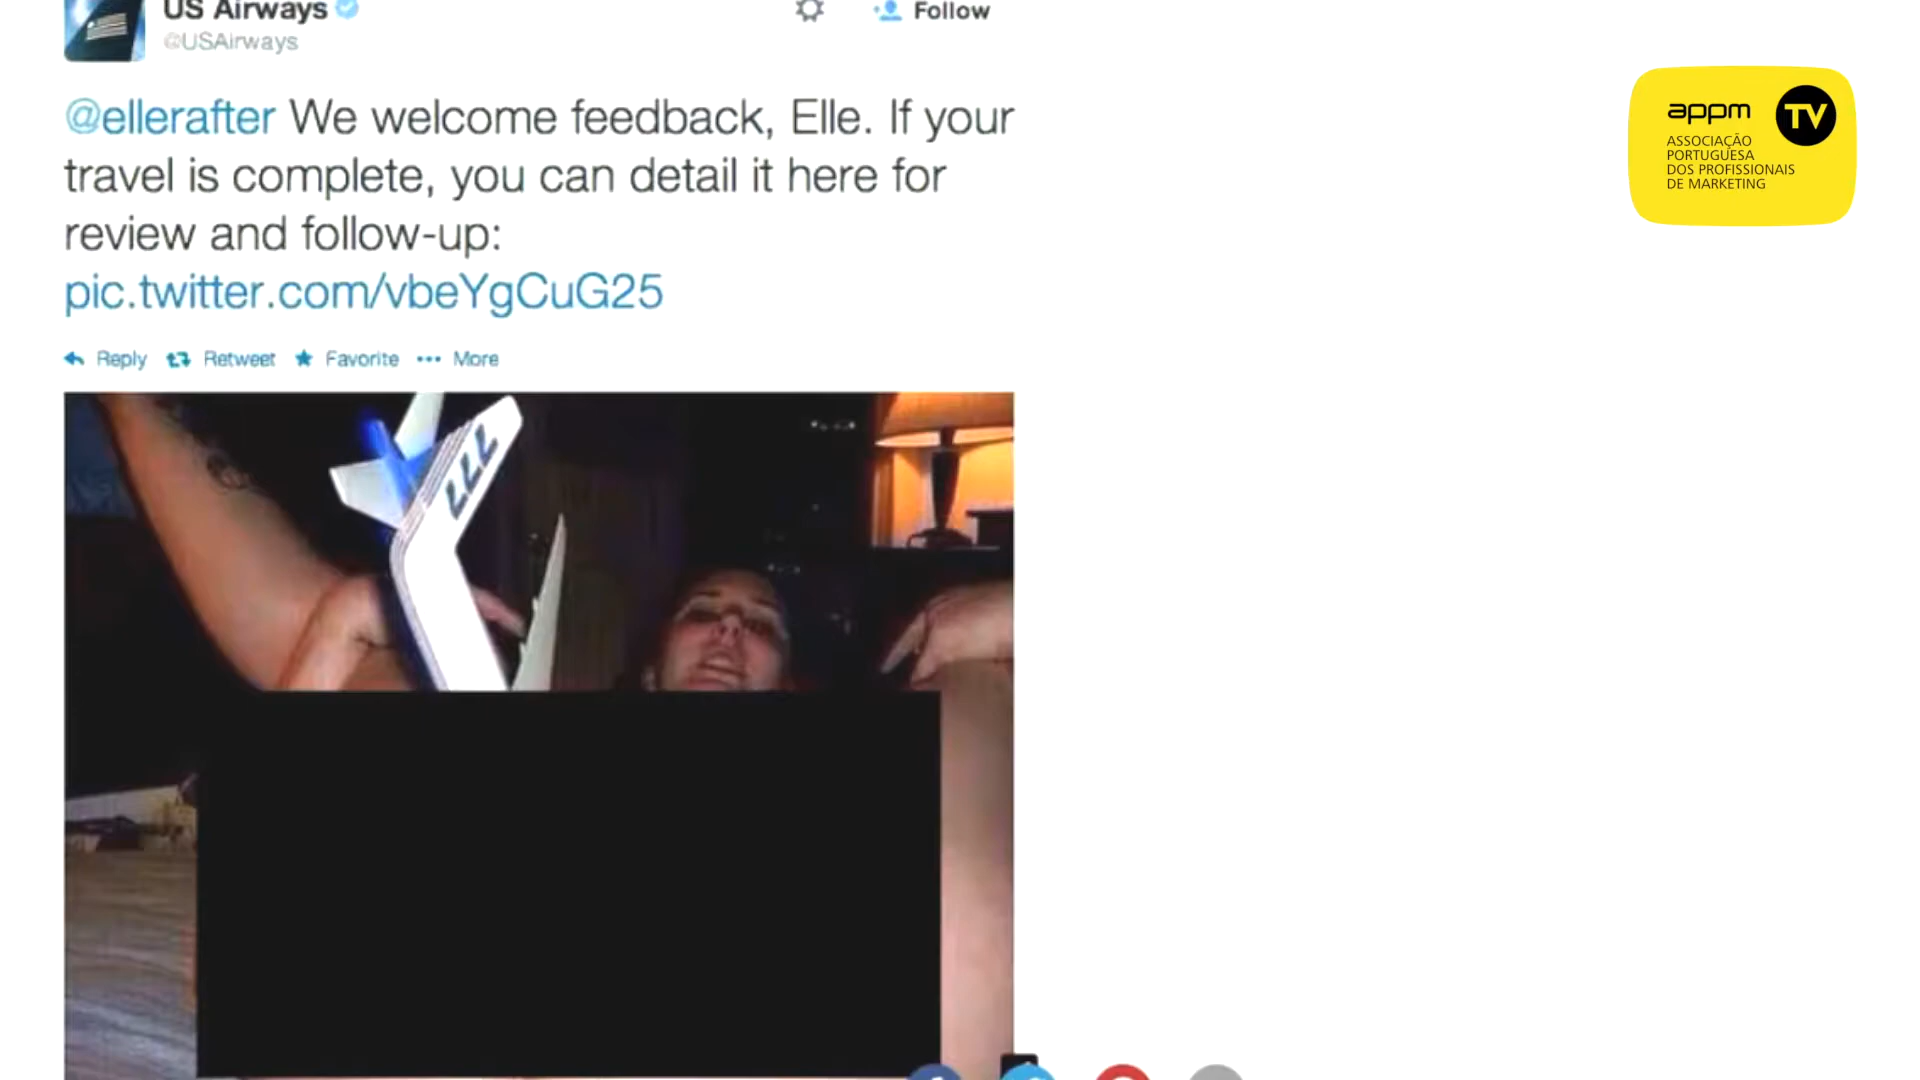 US Airways
@USAirways
Follow
@ellerafter We welcome feedback, Elle. If your
travel is complete, you can detail it here for
review and follow-up:
pic.twitter.com/vbeYgCuG25
Reply Retweet Favorite More
777
appm TV
ASSOCIAÇÃO
PORTUGUESA
DOS PROFISSIONAIS
DE MARKETING